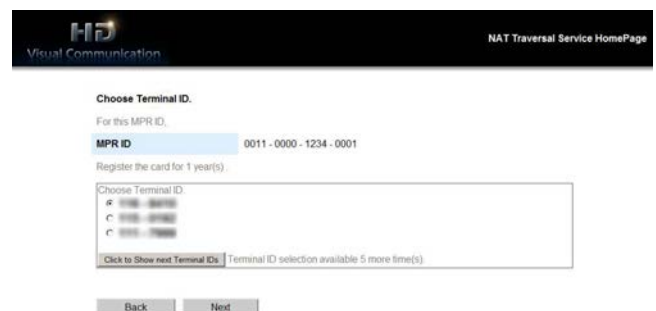 HD
Visual Communication
NAT Traversal Service HomePage
Choose Terminal ID.
For this MPR ID,
MPR ID 0011 - 0000 - 1234 - 0001
Register the card for 1 year(s).
Choose Terminal ID.
Click to Show next Terminal IDs Terminal ID selection available 5 more time(s).
Back Next